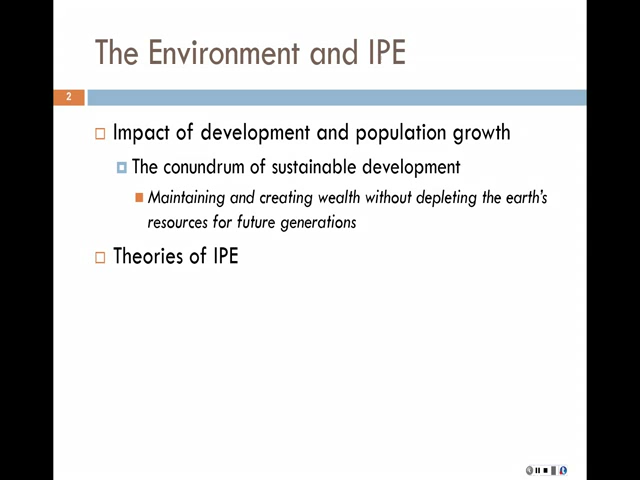 The Environment and IPE
2
Impact of development and population growth
The conundrum of sustainable development
Maintaining and creating wealth without depleting the earth's
resources for future generations
Theories of IPE